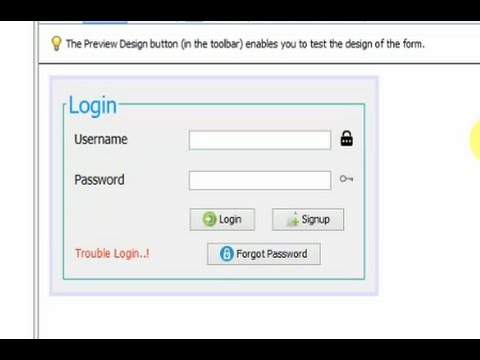 The Preview Design button (in the toolbar) enables you to test the design of the form.
Login
Username
Password
Login Signup
Trouble Login..! Forgot Password